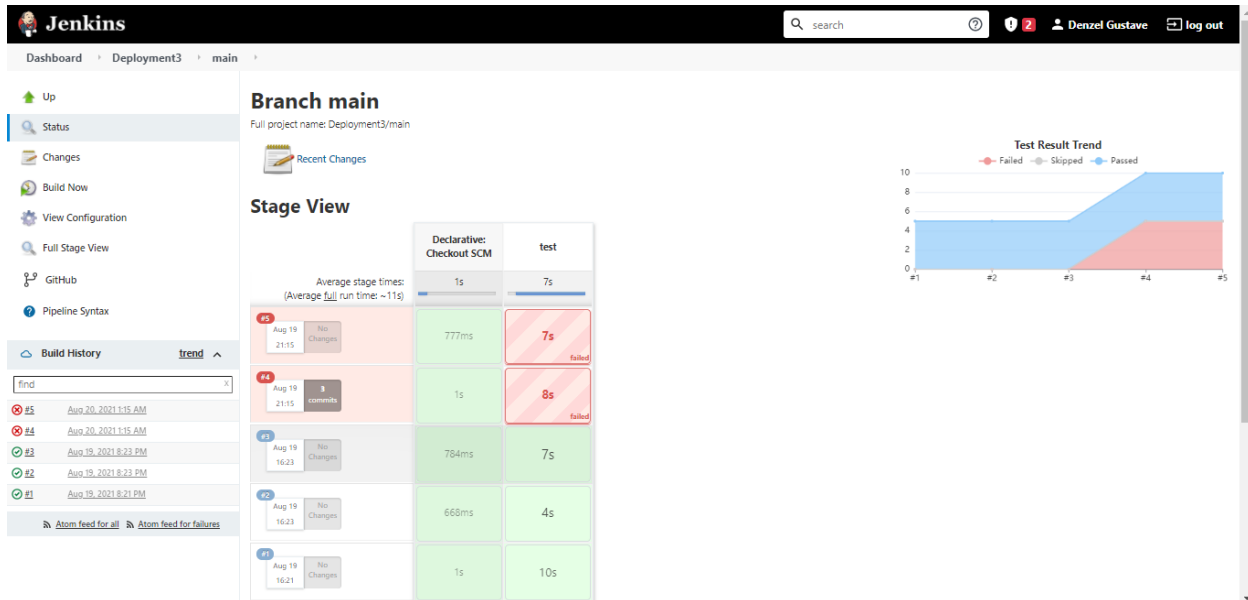 Jenkins
search
2
Denzel Gustave
log out
Dashboard
Deployment3
main
Up
Status
Changes
Build Now
View Configuration
Full Stage View
GitHub
Pipeline Syntax
Build History
trend
find
x
#5 Aug 20, 2021 1:15 AM
#4 Aug 20, 2021 1:15 AM
#3 Aug 19, 2021 8:23 PM
#2 Aug 19, 2021 8:23 PM
#1 Aug 19, 2021 8:21 PM
Atom feed for all Atom feed for failures
Branch main
Full project name: Deployment3/main
Recent Changes
Stage View
Declarative:
Checkout SCM
test
Average stage times:
(Average full run time: ~11s)
1s
7s
#5
Aug 19
21:15
No
Changes
777ms
7s
failed
#4
Aug 19
21:15
3
commits
1s
8s
failed
#3
Aug 19
16:23
No
Changes
784ms
7s
#2
Aug 19
16:23
No
Changes
668ms
4s
#1
Aug 19
16:21
No
Changes
1s
10s
Test Result Trend
Failed Skipped Passed
10
8
6
4
2
0
#1 #2 #3 #4 #5